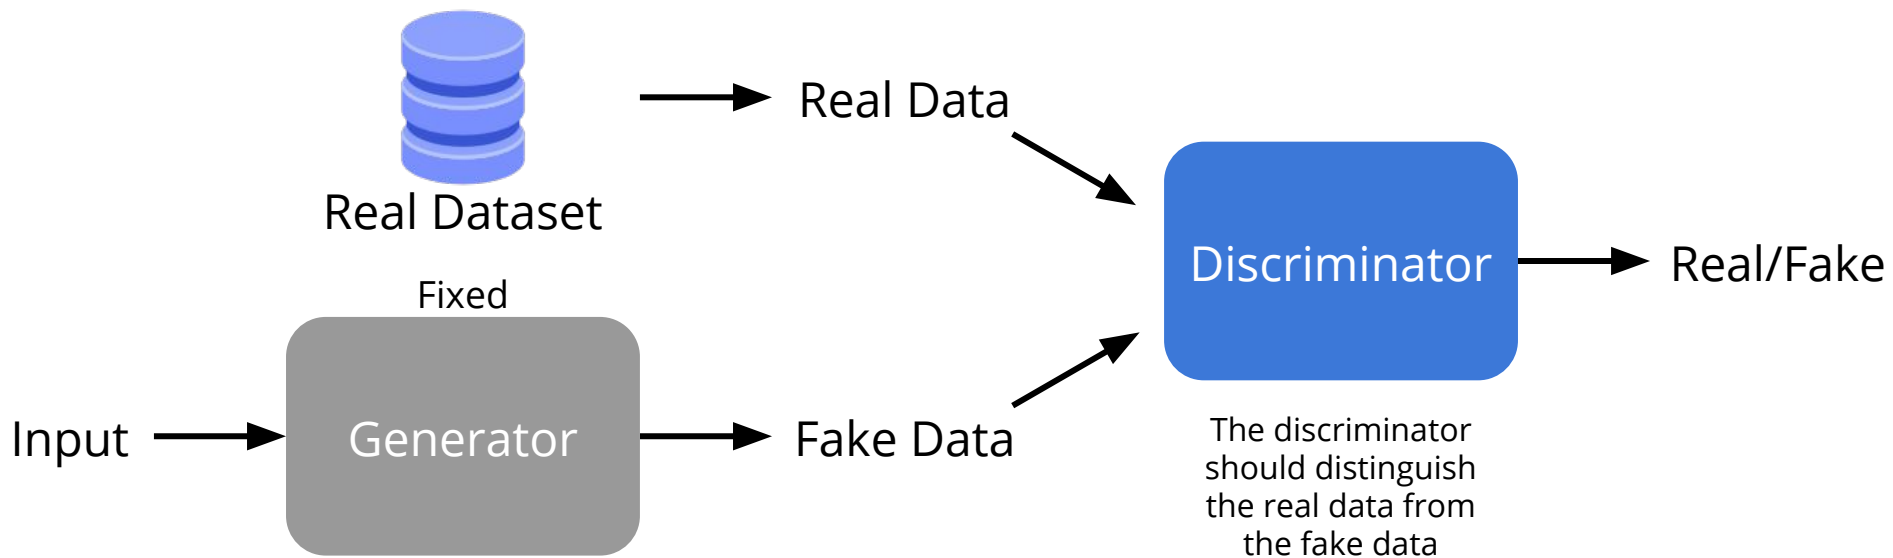 Real Data
Real Dataset
Discriminator
Real/Fake
Fixed
Input
Generator
Fake Data
The discriminator
should distinguish
the real data from
the fake data